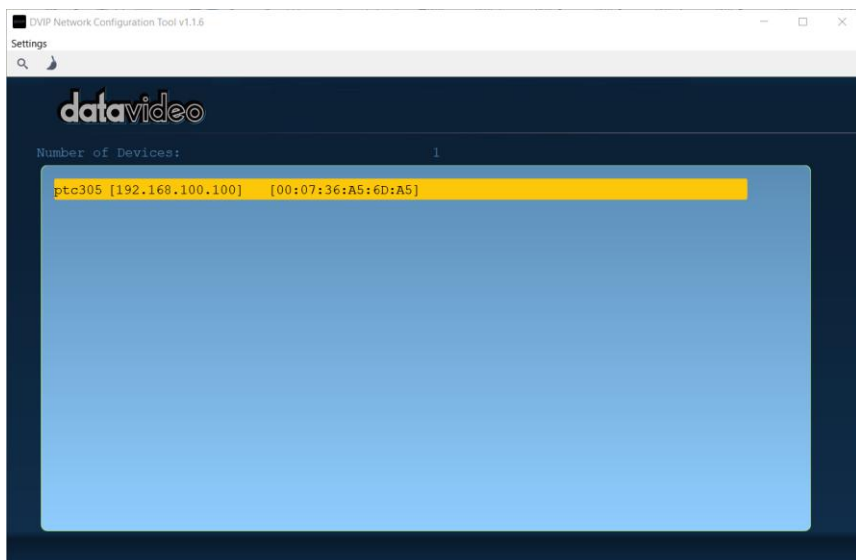 DVIP Network Configuration Tool v1.1.6
Settings
datavideo
Number of Devices: 1
ptc305 [192.168.100.100] [00:07:36:A5:6D:A5]